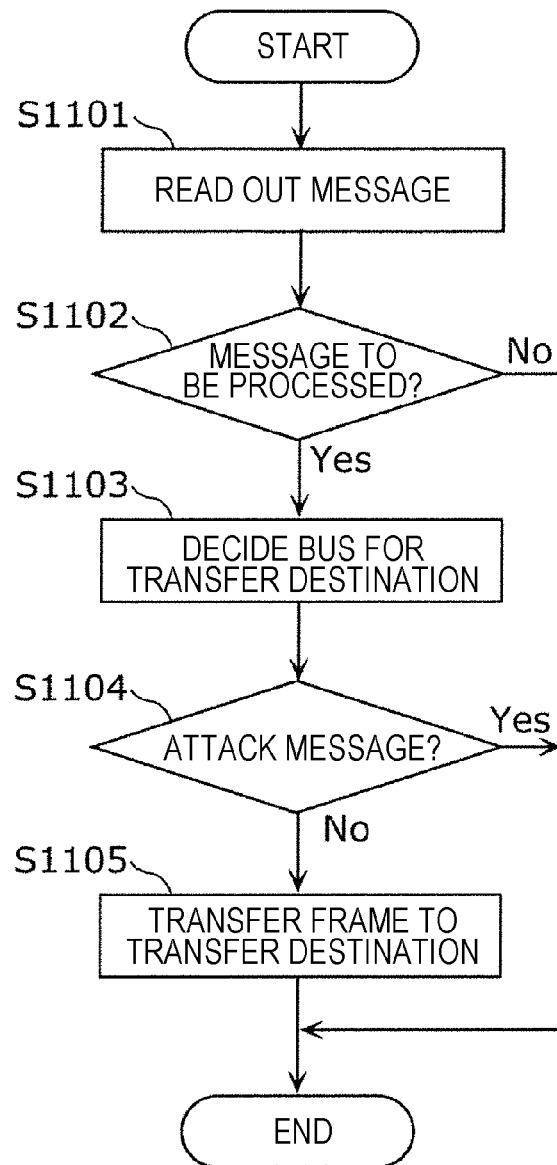 START
S1101
READ OUT MESSAGE
S1102
MESSAGE TO
BE PROCESSED?
No
Yes
S1103
DECIDE BUS FOR
TRANSFER DESTINATION
S1104
ATTACK MESSAGE?
Yes
No
S1105
TRANSFER FRAME TO
TRANSFER DESTINATION
END